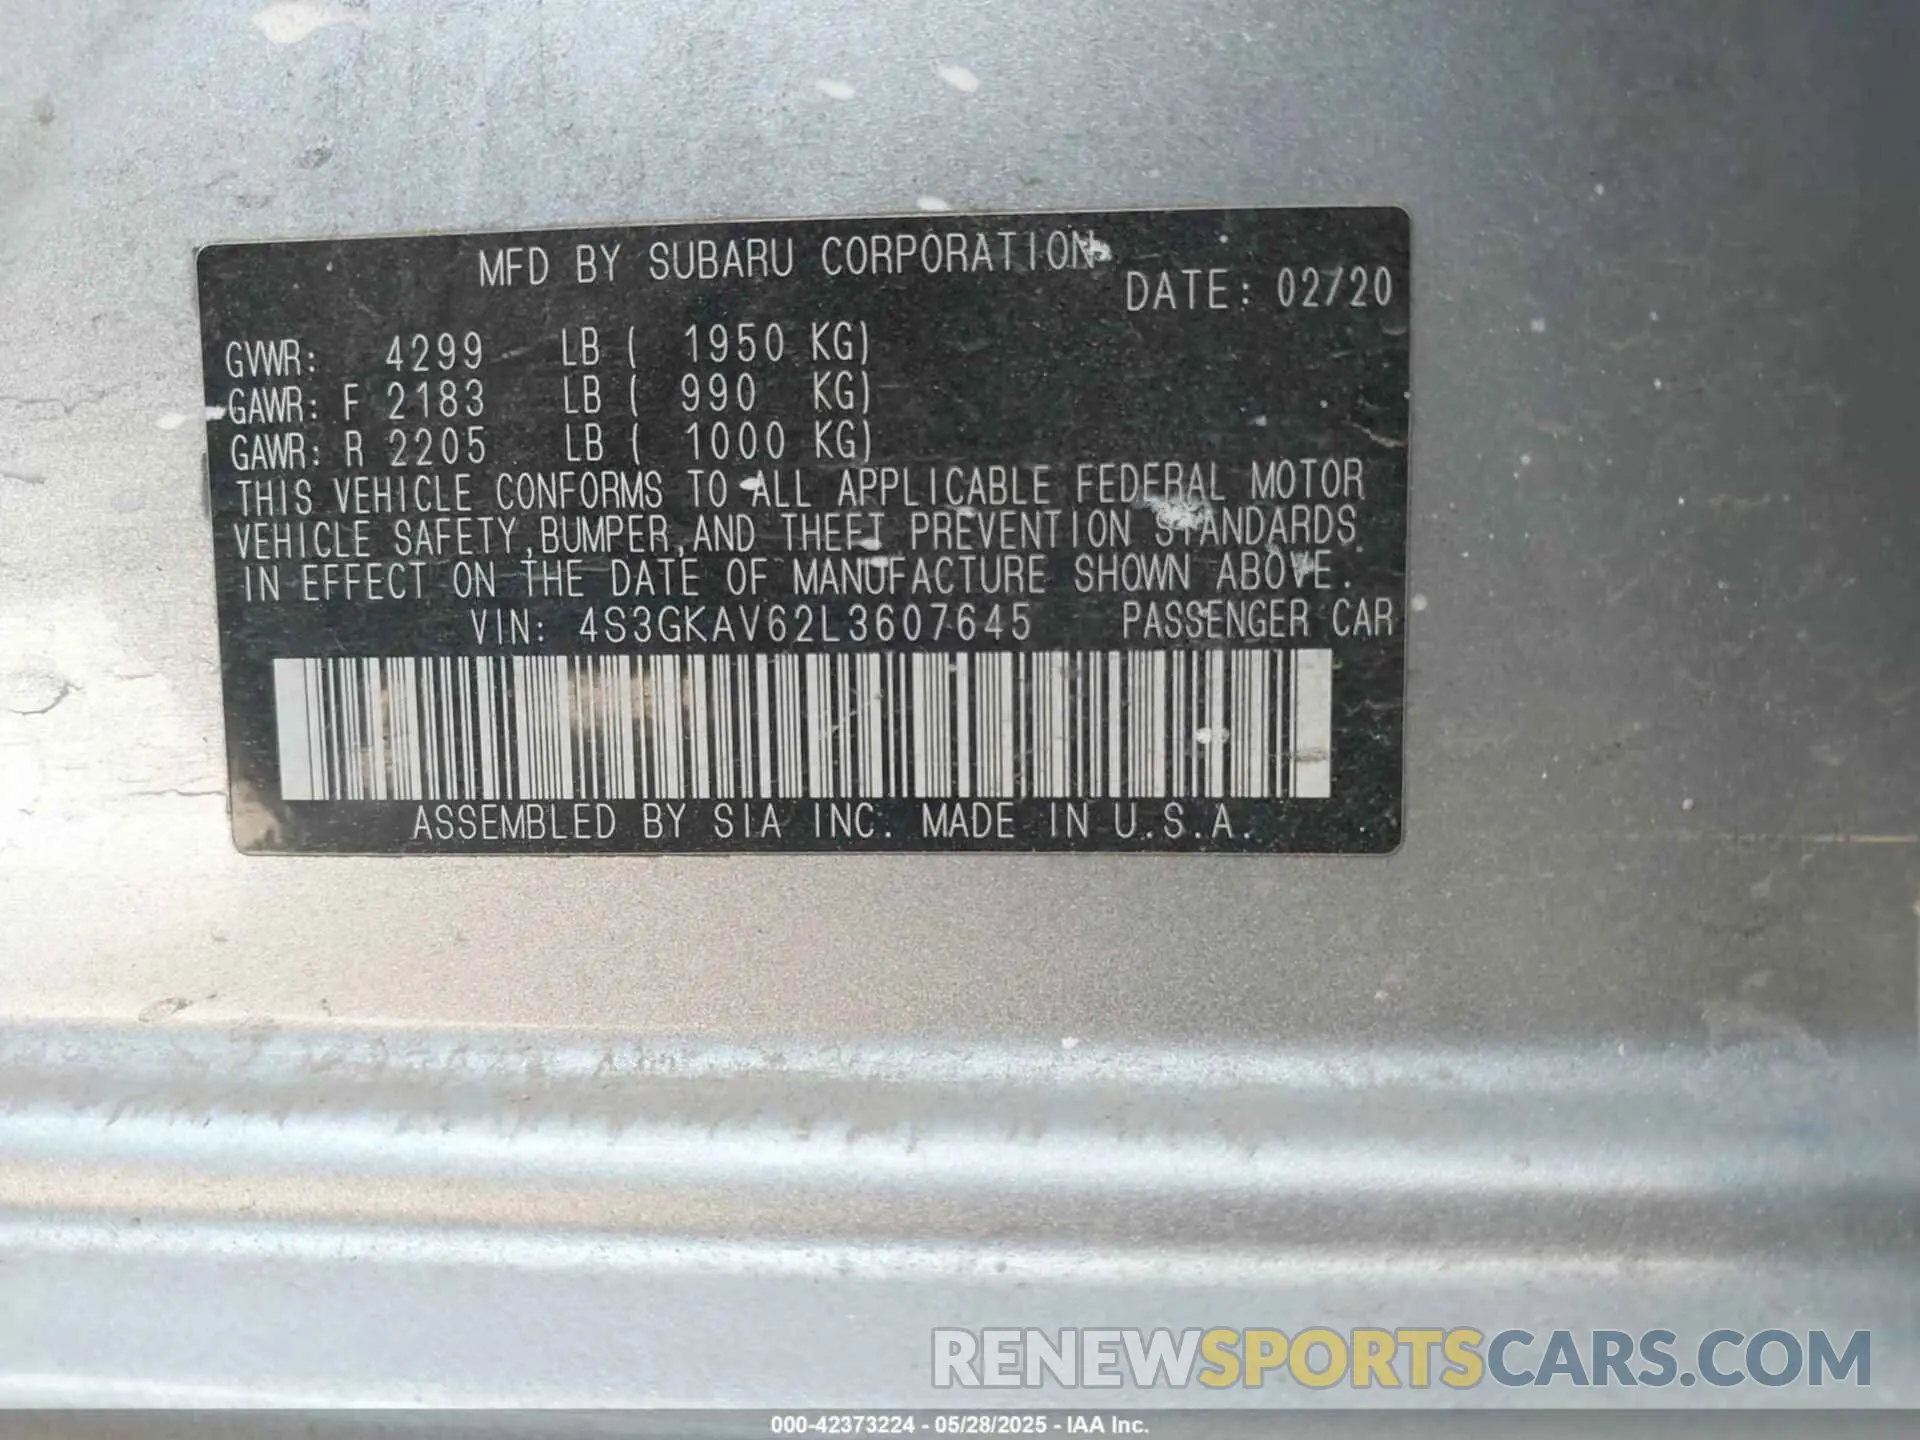 MFD BY SUBARU CORPORATION
DATE: 02/20
GVWR: 4299 LB ( 1950 KG)
GAWR: F 2183 LB ( 990 KG)
GAWR: R 2205 LB ( 1000 KG)
THIS VEHICLE CONFORMS TO ALL APPLICABLE FEDERAL MOTOR
VEHICLE SAFETY,BUMPER,AND THEFT PREVENTION STANDARDS
IN EFFECT ON THE DATE OF MANUFACTURE SHOWN ABOVE.
VIN: 4S3GKAV62L3607645 PASSENGER CAR
ASSEMBLED BY SIA INC. MADE IN U.S.A.
RENEWSPORTSCARS.COM
000-42373224 - 05/28/2025 - IAA Inc.